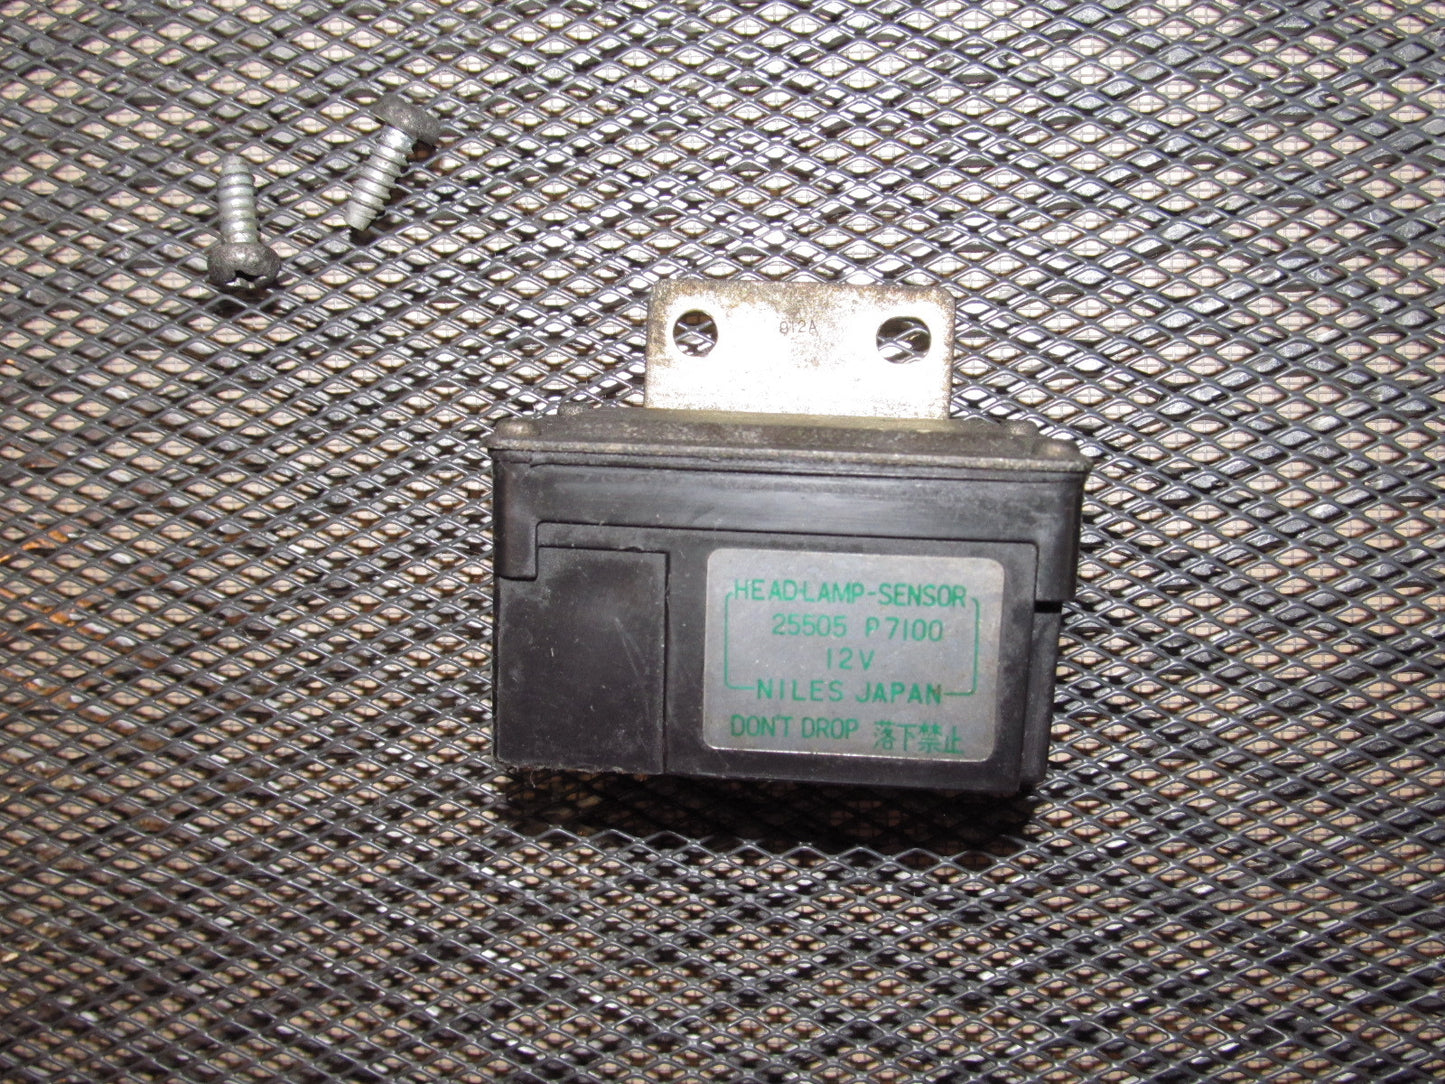 012A
HEAD-LAMP-SENSOR
25505 P7100
12V
NILES JAPAN
DON'T DROP 落下禁止